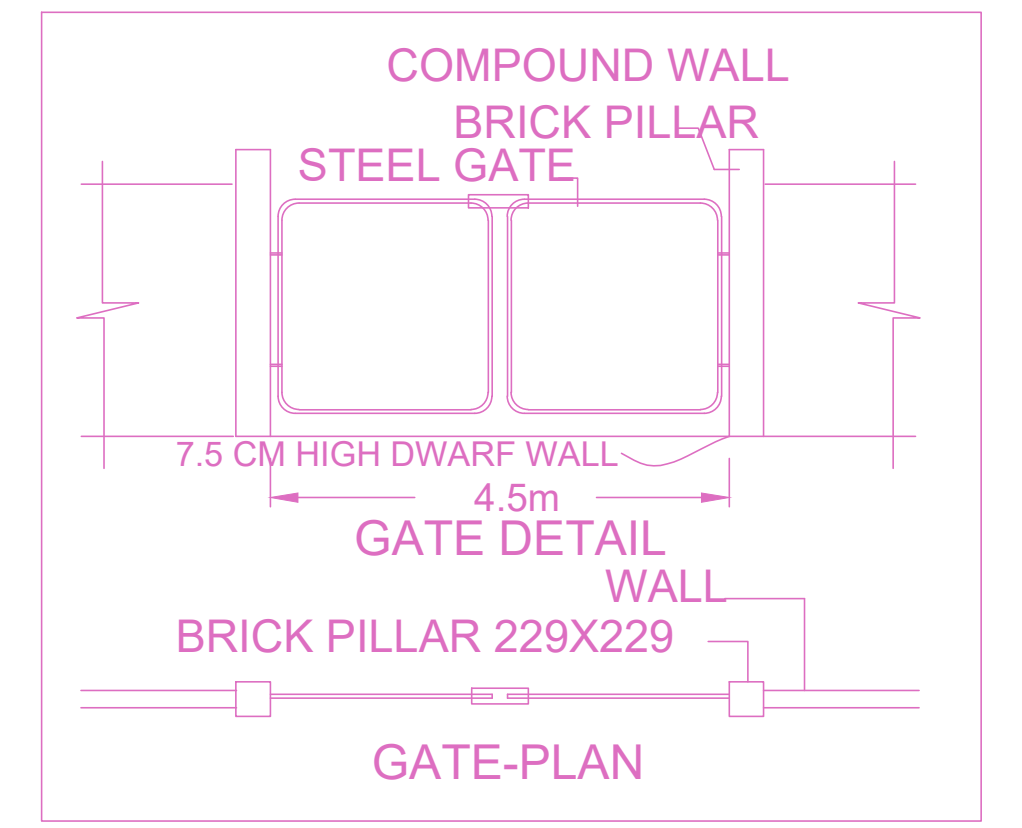 COMPOUND WALL
BRICK PILLAR
STEEL GATE
7.5 CM HIGH DWARF WALL
4.5m
GATE DETAIL
WALL
BRICK PILLAR 229X229
GATE-PLAN